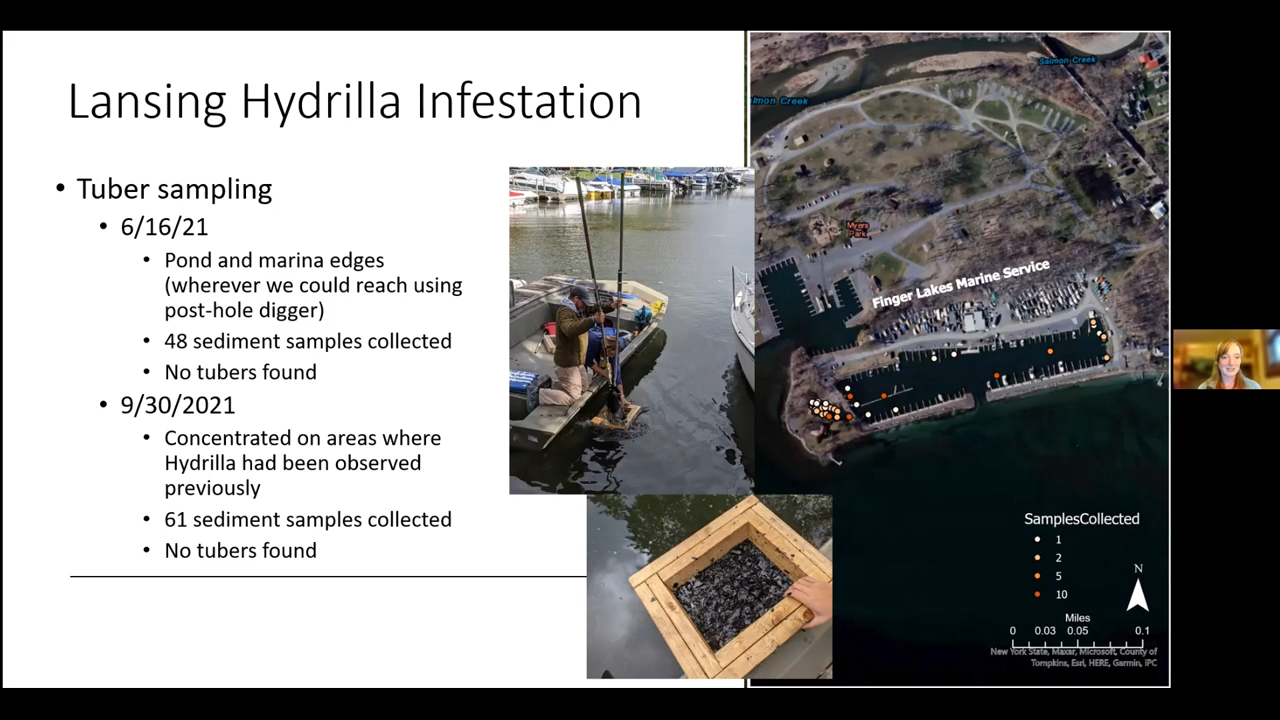 Lansing Hydrilla Infestation
• Tuber sampling
• 6/16/21
• Pond and marina edges
(wherever we could reach using
post-hole digger)
• 48 sediment samples collected
• No tubers found
• 9/30/2021
• Concentrated on areas where
Hydrilla had been observed
previously
• 61 sediment samples collected
• No tubers found
Salmon Creek
lmon Creek
Myers
Park
Finger Lakes Marine Service
SamplesCollected
1
2
5
10
N
Miles
0 0.03 0.05 0.1
New York State, Maxar, Microsoft, County of
Tompkins, Esri, HERE, Garmin, iPC